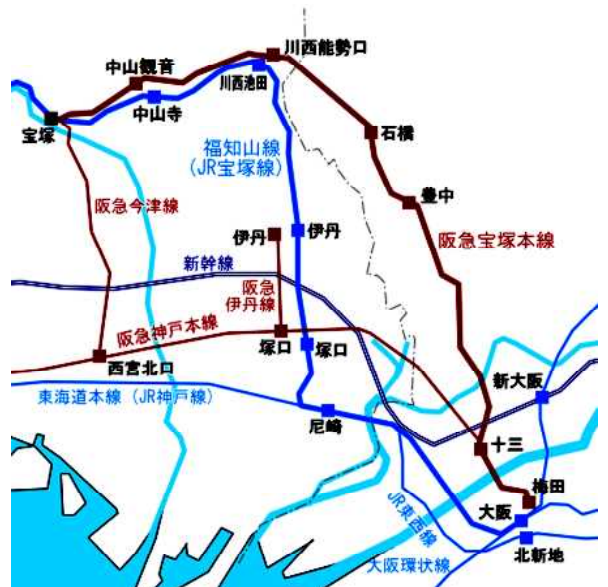 川西能勢口
中山観音
川西池田
中山寺
宝塚
石橋
福知山線
(JR宝塚線)
豊中
阪急今津線
伊丹
伊丹
阪急宝塚本線
新幹線
阪急
伊丹線
阪急神戸本線
塚口
塚口
西宮北口
新大阪
東海道本線 (JR神戸線)
尼崎
十三
梅田
JR東西線
大阪
北新地
大阪環状線